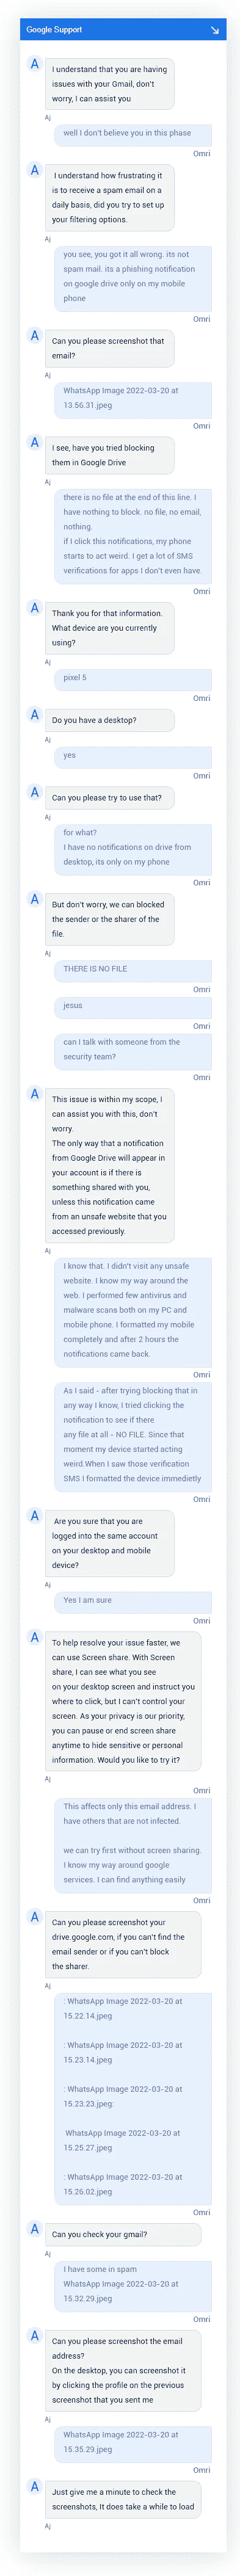 Google Support
A
I understand that you are having
issues with your Gmail, don't
worry, I can assist you
Aj
well I don't believe you in this phase
Omri
A
I understand how frustrating it
is to receive a spam email on a
daily basis, did you try to set up
your filtering options.
Aj
you see, you got it all wrong. its not
spam mail. its a phishing notification
on google drive only on my mobile
phone
Omri
A
Can you please screenshot that
email?
Aj
WhatsApp Image 2022-03-20 at
13.56.31.jpeg
Omri
A
I see, have you tried blocking
them in Google Drive
Aj
there is no file at the end of this line. I
have nothing to block. no file, no email,
nothing.
if I click this notifications, my phone
starts to act weird. I get a lot of SMS
verifications for apps I don't even have.
Omri
A
Thank you for that information.
What device are you currently
using?
Aj
pixel 5
Omri
A
Do you have a desktop?
Aj
yes
Omri
A
Can you please try to use that?
Aj
for what?
I have no notifications on drive from
desktop, its only on my phone
Omri
A
But don't worry, we can blocked
the sender or the sharer of the
file.
Aj
THERE IS NO FILE
Omri
jesus
Omri
can I talk with someone from the
security team?
Omri
A
This issue is within my scope, I
can assist you with this, don't
worry.
The only way that a notification
from Google Drive will appear in
your account is if there is
something shared with you,
unless this notification came
from an unsafe website that you
accessed previously.
Aj
I know that. I didn't visit any unsafe
website. I know my way around the
web. I performed few antivirus and
malware scans both on my PC and
mobile phone. I formatted my mobile
completely and after 2 hours the
notifications came back.
Omri
As I said - after trying blocking that in
any way I know, I tried clicking the
notification to see if there
any file at all - NO FILE. Since that
moment my device started acting
weird.When I saw those verification
SMS I formatted the device immedietly
Omri
A
Are you sure that you are
logged into the same account
on your desktop and mobile
device?
Aj
Yes I am sure
Omri
A
To help resolve your issue faster, we
can use Screen share. With Screen
share, I can see what you see
on your desktop screen and instruct you
where to click, but I can't control your
screen. As your privacy is our priority,
you can pause or end screen share
anytime to hide sensitive or personal
information. Would you like to try it?
Aj
Omri
This affects only this email address. I
have others that are not infected.
we can try first without screen sharing.
I know my way around google
services. I can find anything easily
Omri
A
Can you please screenshot your
drive.google.com, if you can't find the
email sender or if you can't block
the sharer.
Aj
: WhatsApp Image 2022-03-20 at
15.22.14.jpeg
: WhatsApp Image 2022-03-20 at
15.23.14.jpeg
: WhatsApp Image 2022-03-20 at
15.23.23.jpeg:
WhatsApp Image 2022-03-20 at
15.25.27.jpeg
: WhatsApp Image 2022-03-20 at
15.26.02.jpeg
Omri
A
Can you check your gmail?
Aj
I have some in spam
WhatsApp Image 2022-03-20 at
15.32.29.jpeg
Omri
A
Can you please screenshot the email
address?
On the desktop, you can screenshot it
by clicking the profile on the previous
screenshot that you sent me
Aj
WhatsApp Image 2022-03-20 at
15.35.29.jpeg
Omri
A
Just give me a minute to check the
screenshots, It does take a while to load
Aj